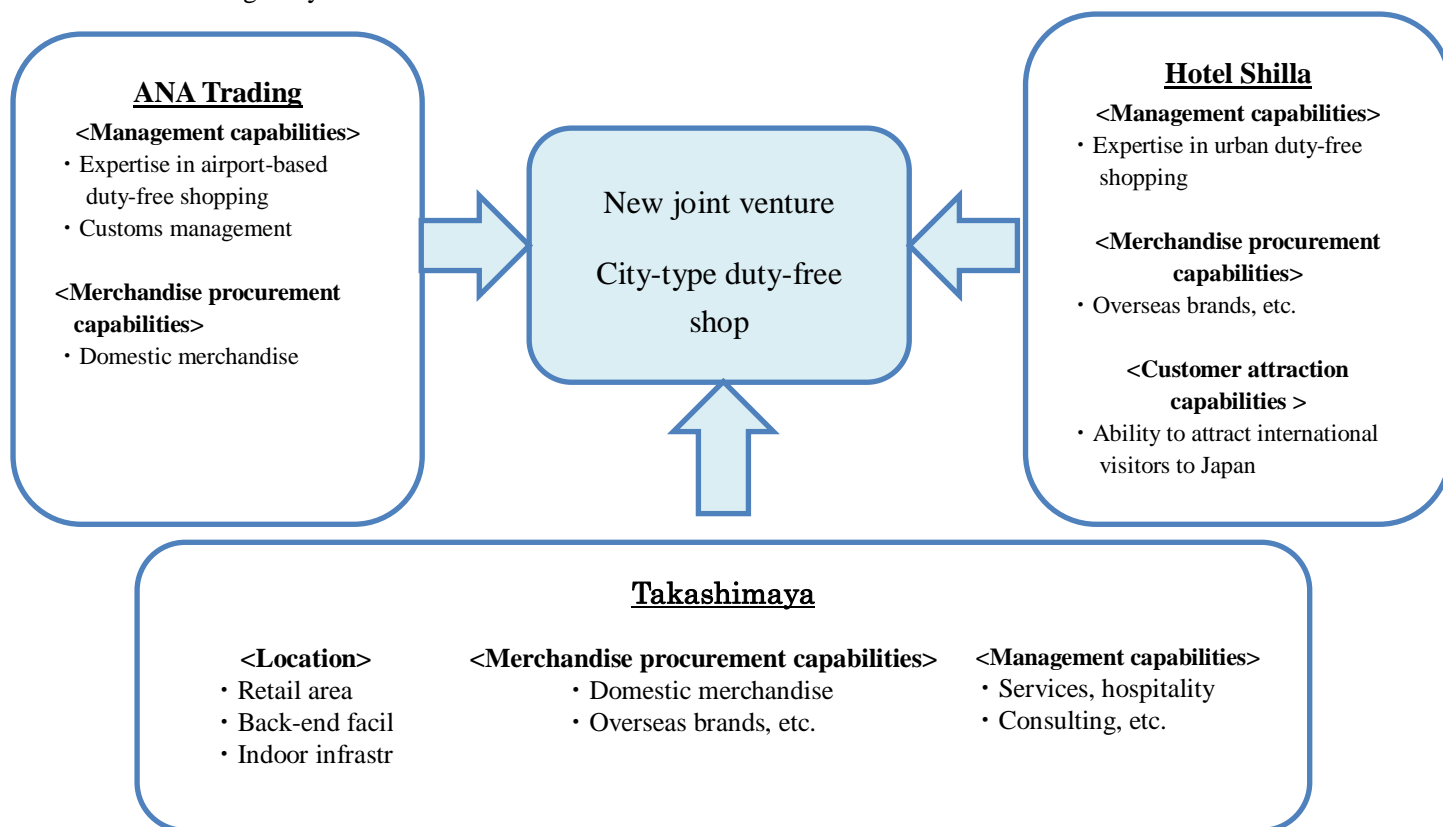 ANA Trading
<Management capabilities>
・Expertise in airport-based
duty-free shopping
・Customs management
<Merchandise procurement
capabilities>
・Domestic merchandise
New joint venture
City-type duty-free
shop
Hotel Shilla
<Management capabilities>
・Expertise in urban duty-free
shopping
<Merchandise procurement
capabilities>
・Overseas brands, etc.
<Customer attraction
capabilities >
・Ability to attract international
visitors to Japan
Takashimaya
<Location>
・Retail area
・Back-end facil
・Indoor infrastr
<Merchandise procurement capabilities>
・Domestic merchandise
・Overseas brands, etc.
<Management capabilities>
・Services, hospitality
・Consulting, etc.